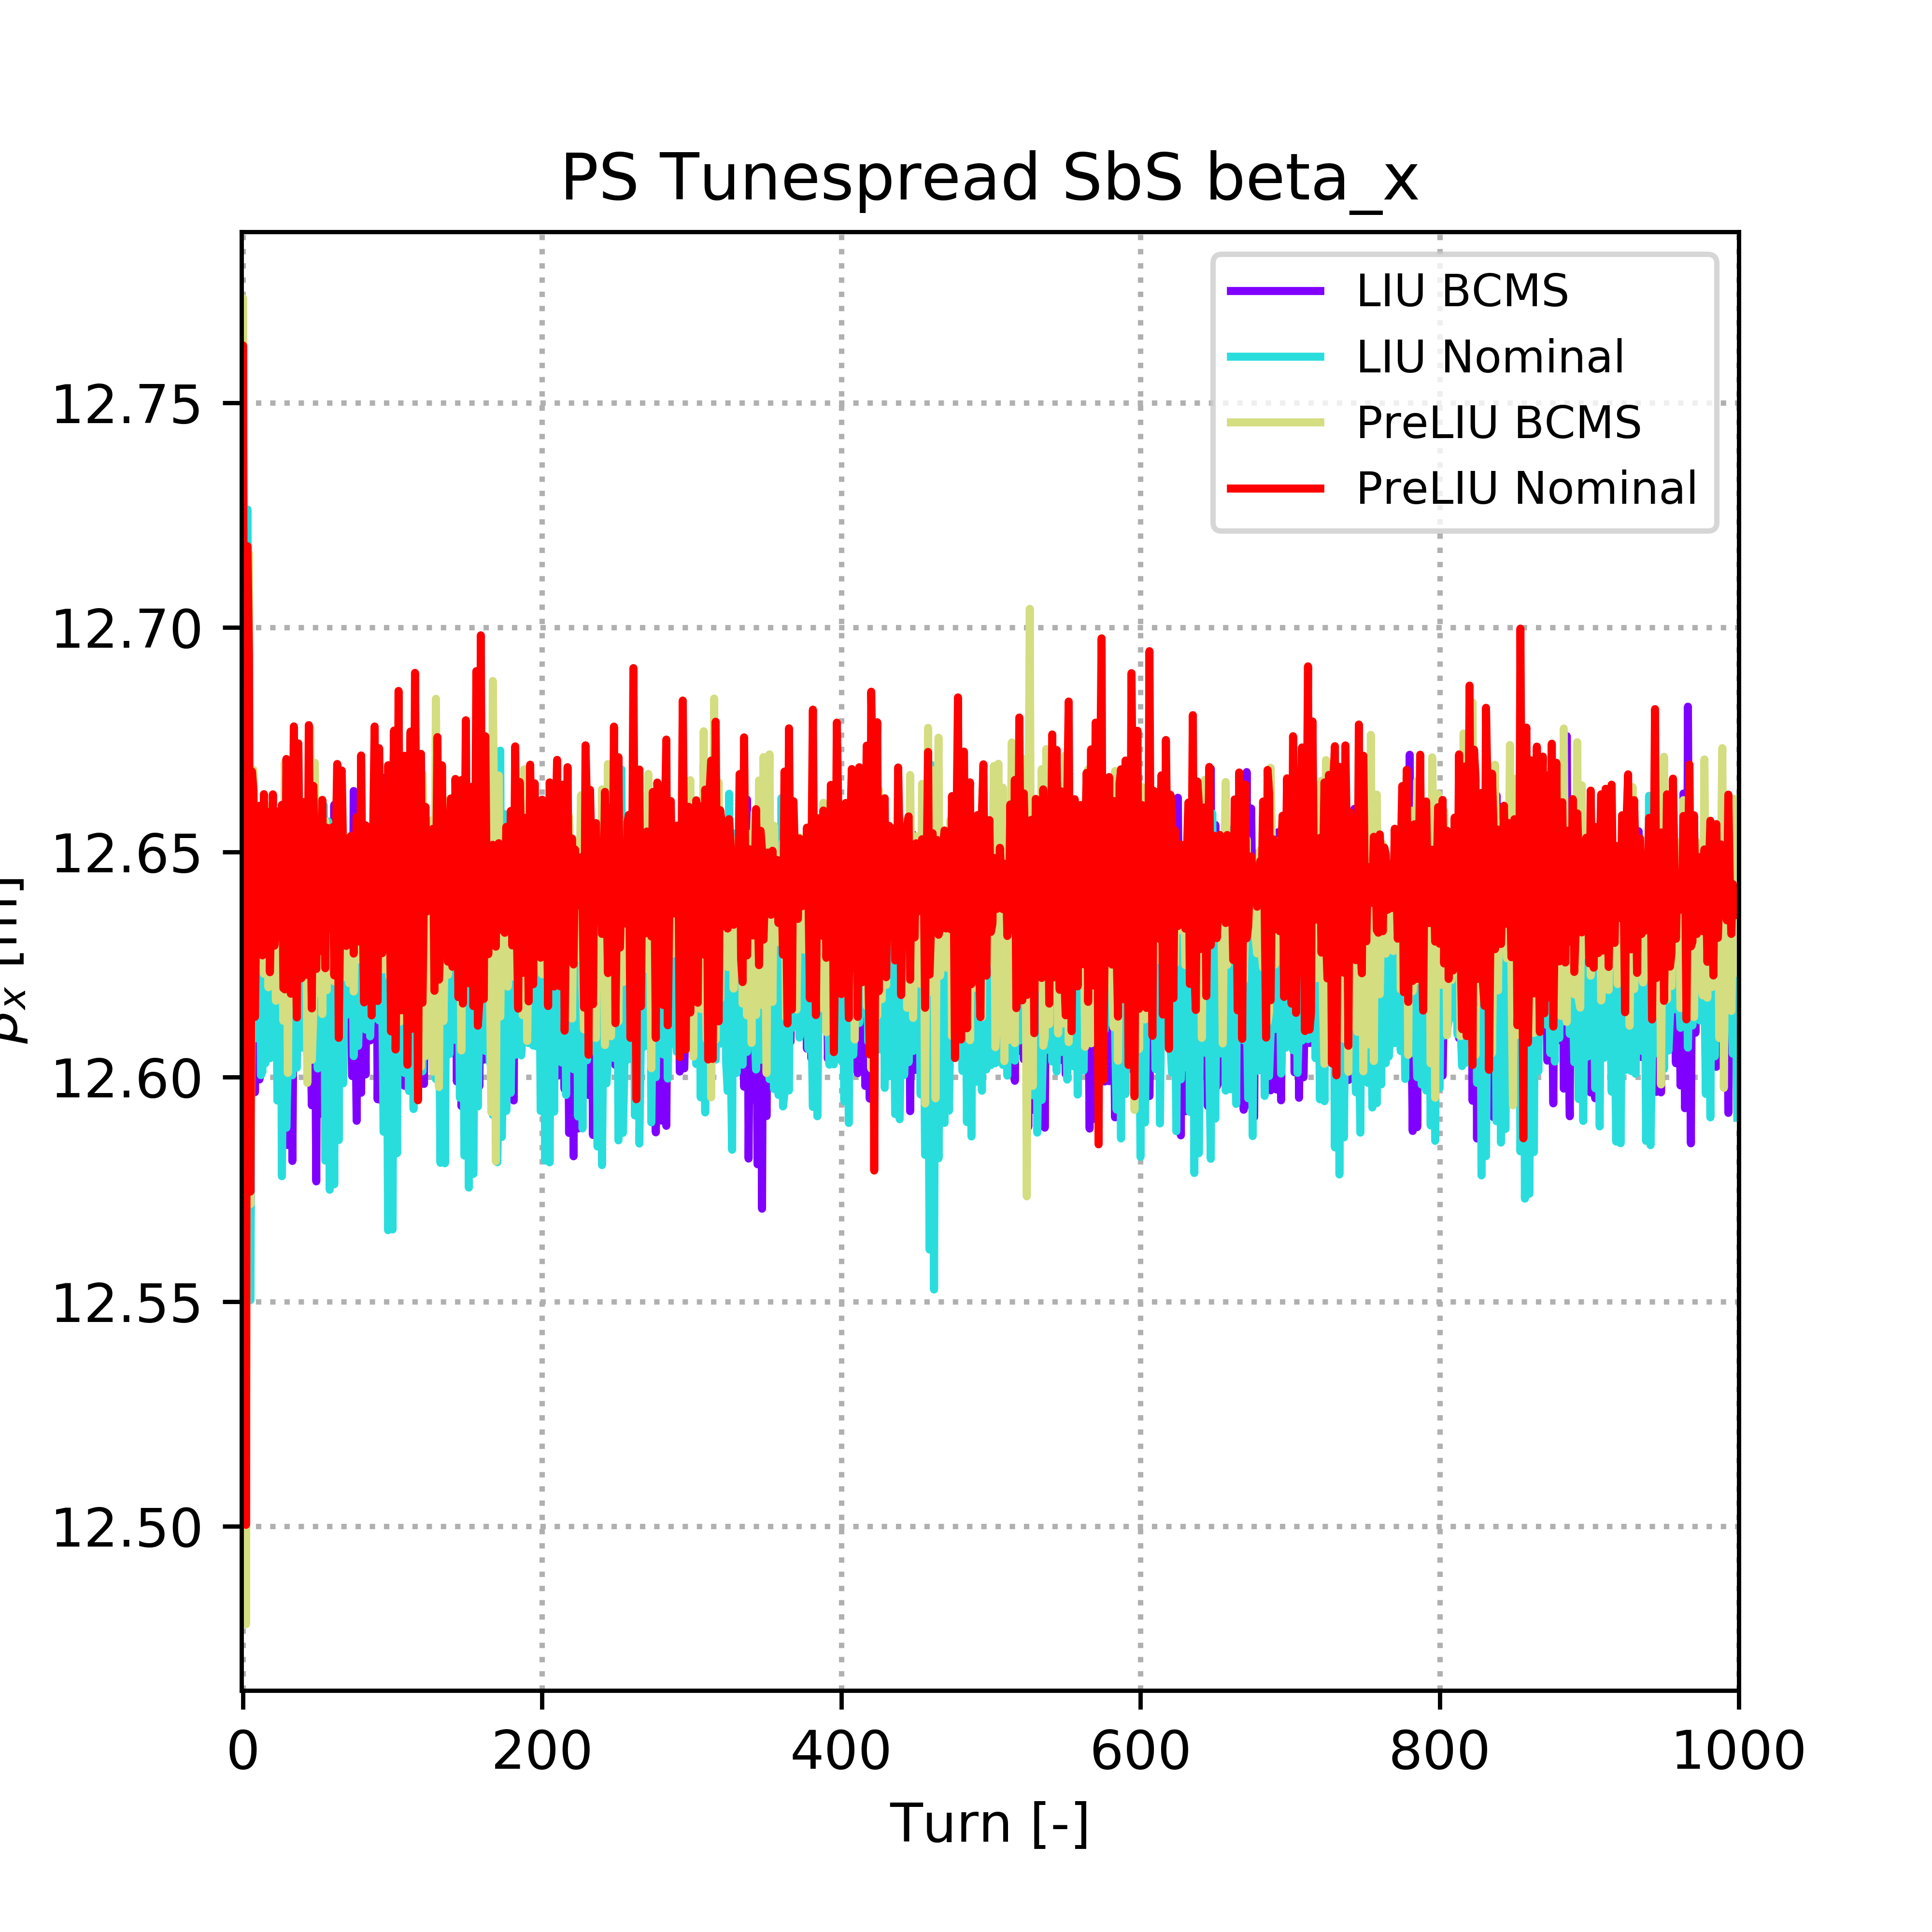 PS Tunespread SbS beta_x
LIU BCMS
LIU Nominal
PreLIU BCMS
PreLIU Nominal
12.75
12.70
12.65
12.60
12.55
12.50
0 200 400 600 800 1000
Turn [-]